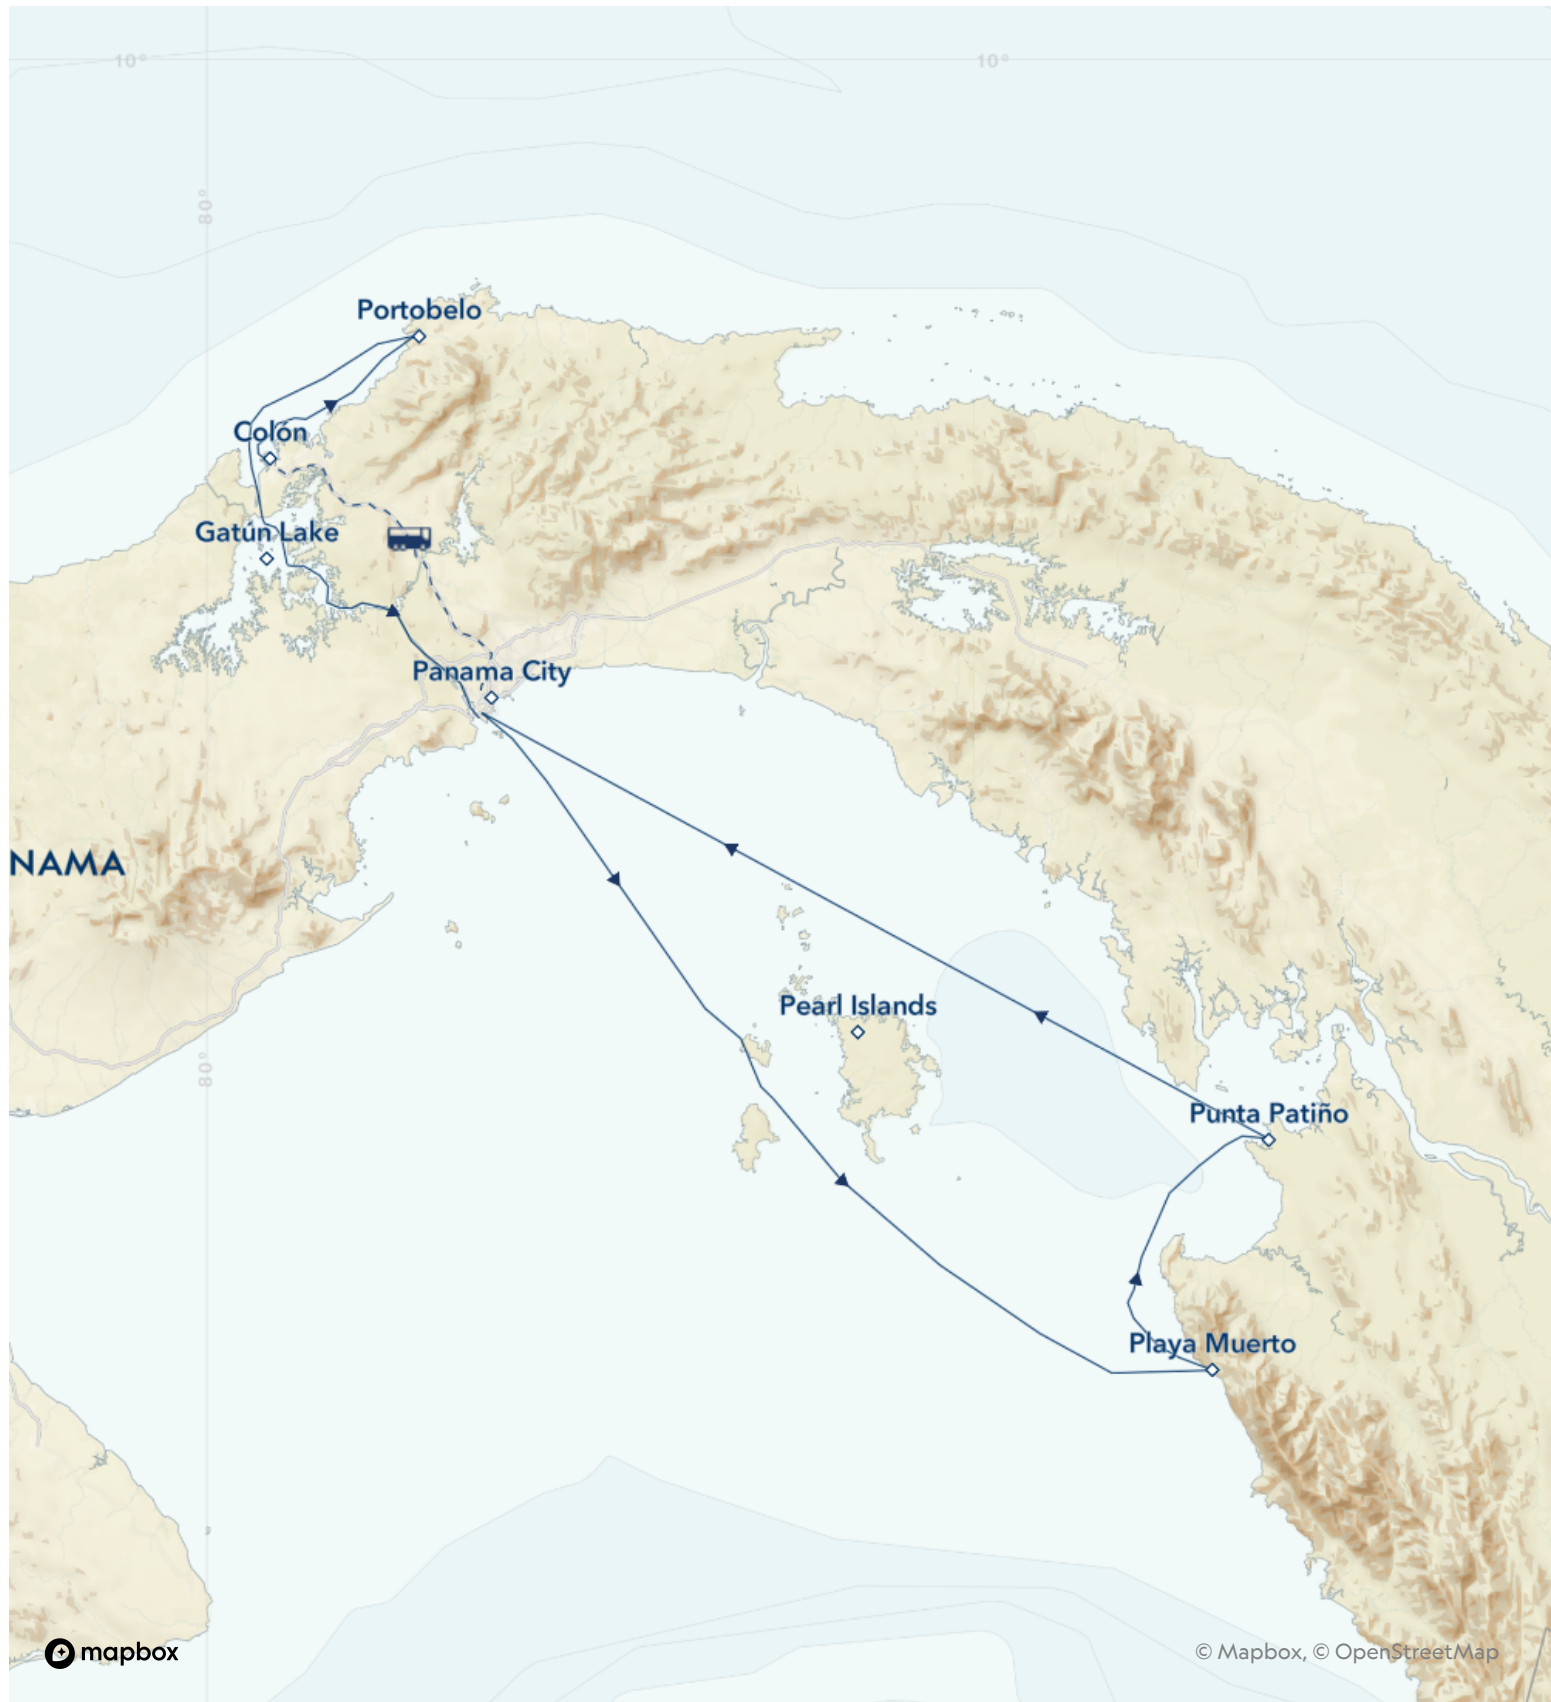 10°
10°
80°
Portobelo
Colón
Gatún Lake
Panama City
NAMA
Pearl Islands
80°
Punta Patiño
Playa Muerto
mapbox
© Mapbox, © OpenStreetMap